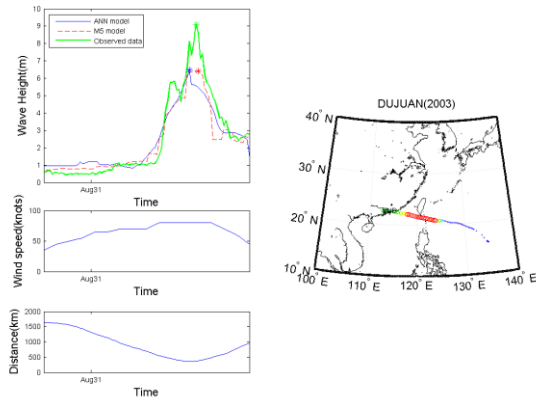 ANN model
M5 model
Observed data
Wave Height(m)
10
9
8
7
6
5
4
3
2
1
0
Aug31
Time
Wind speed(Knots)
100
50
0
Aug31
Time
Distance(km)
2000
1500
1000
500
0
Aug31
Time
DUJUAN(2003)
40° N
30° N
20° N
10° N
100° E
110° E
120° E
130° E
140° E